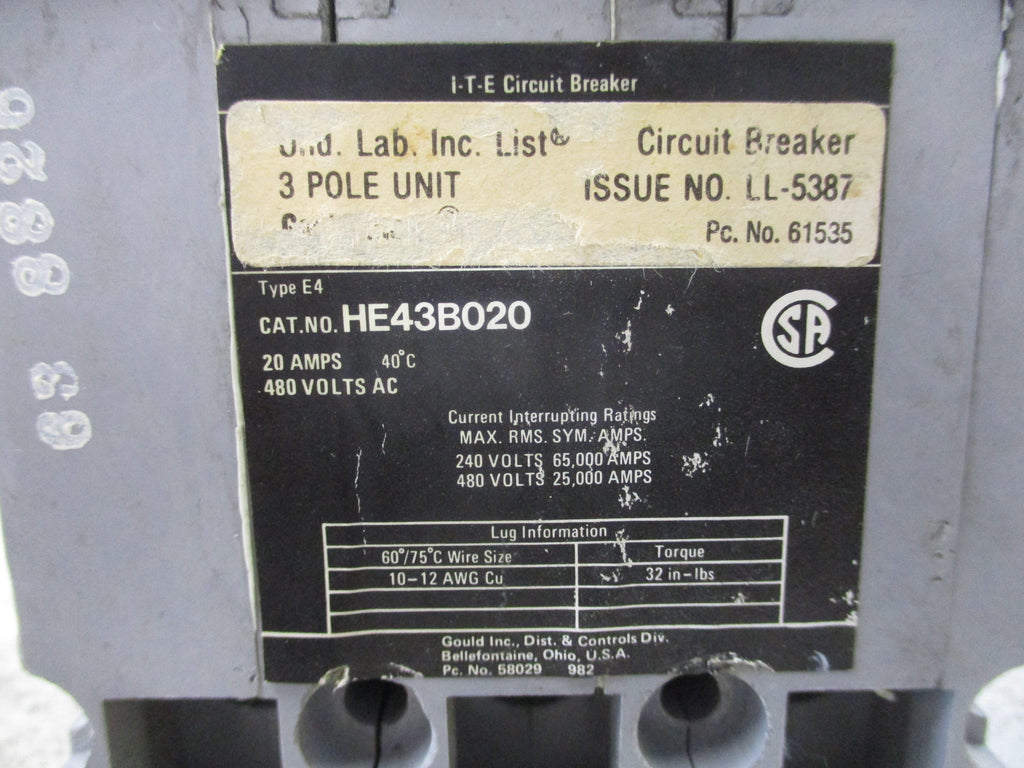 I-T-E Circuit Breaker
Und. Lab. Inc. List® Circuit Breaker
3 POLE UNIT ISSUE NO. LL-5387
Pc. No. 61535
Type E4
CAT.NO. HE43B020
CSA
20 AMPS 40°C
480 VOLTS AC
Current Interrupting Ratings
MAX. RMS. SYM. AMPS.
240 VOLTS 65,000 AMPS
480 VOLTS 25,000 AMPS
Lug Information
60°/75°C Wire Size Torque
10-12 AWG Cu 32 in-lbs
Gould Inc., Dist. & Controls Div.
Bellefontaine, Ohio, U.S.A.
Pc. No. 58029 982